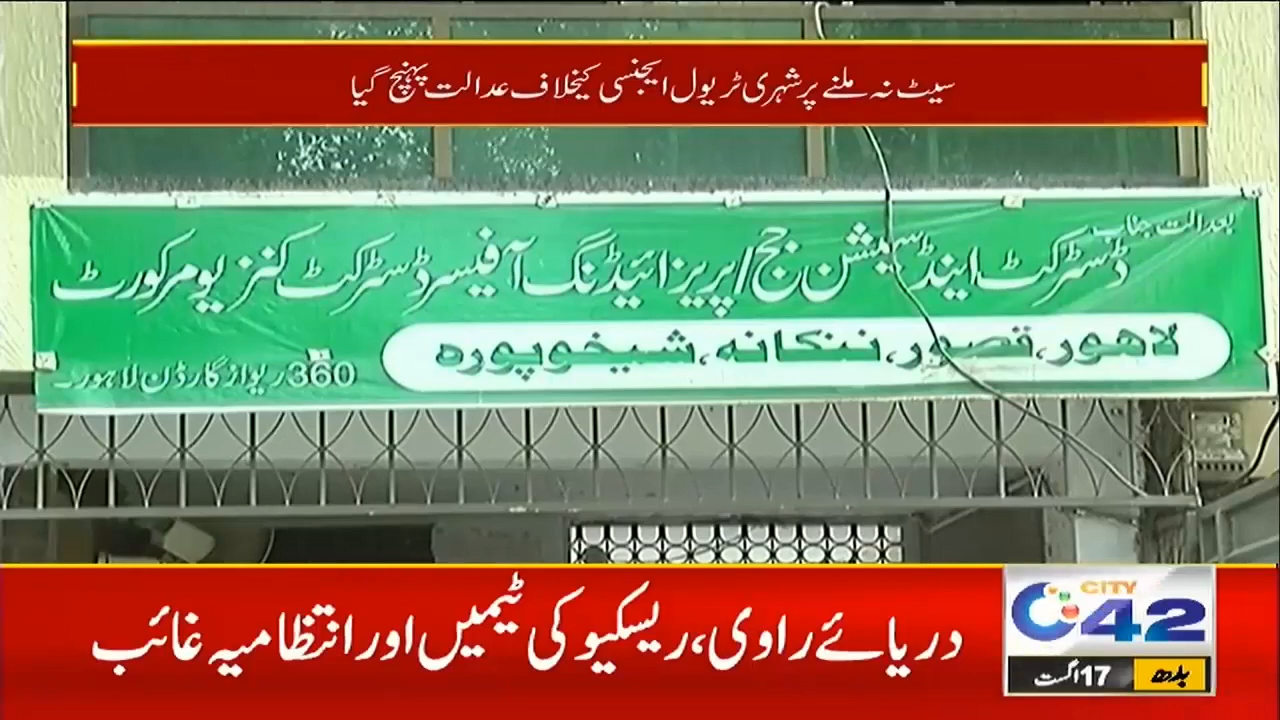 سیٹ نہ ملنے پر شہری ٹریول ایجنسی کیخلاف عدالت پہنچ گیا
بعدالت جناب
ڈسٹرکٹ اینڈ سیشن جج/پریزائیڈنگ آفیسر ڈسٹرکٹ کنزیومر کورٹ
لاہور، قصور، ننکانہ، شیخوپورہ
360 ریواز گارڈن لاہور۔
دریائے راوی، ریسکیو کی ٹیمیں اور انتظامیہ غائب
CITY
42
بدھ 17 اگست